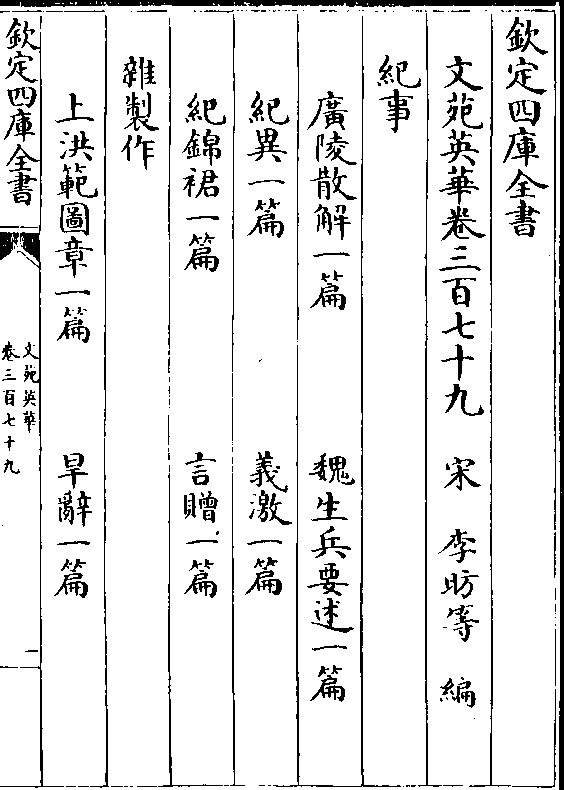 欽定四庫全書
文苑英華卷三百七十九 宋 李昉等 編
紀事
廣陵散解一篇 魏生兵要述一篇
紀異一篇 義激一篇
紀錦裙一篇 言贈一篇
雜製作
上洪範圖章一篇 旱辭一篇
欽定四庫全書
文苑英華
卷三百七十九
一